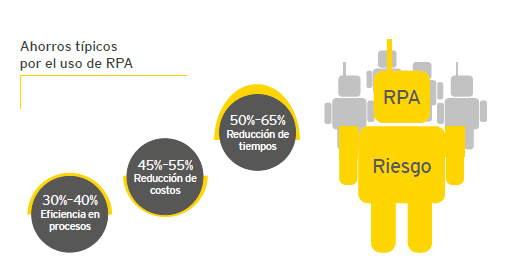 Ahorros típicos
por el uso de RPA
50%-65%
Reducción de
tiempos
45%-55%
Reducción de
costos
30%-40%
Eficiencia en
procesos
RPA
Riesgo